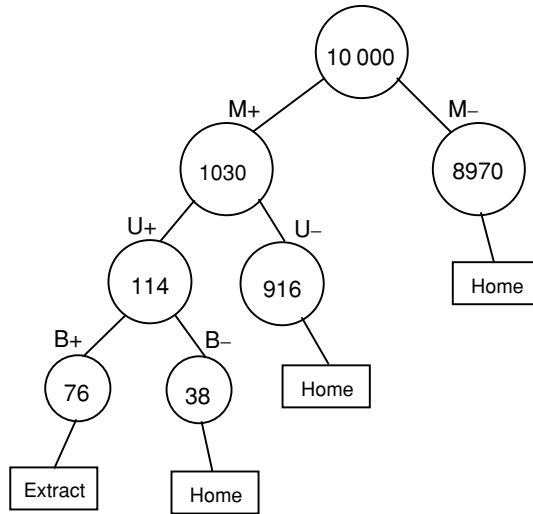 10 000
M+ M−
1030 8970
U+ U−
114 916 Home
B+ B−
76 38 Home
Extract Home